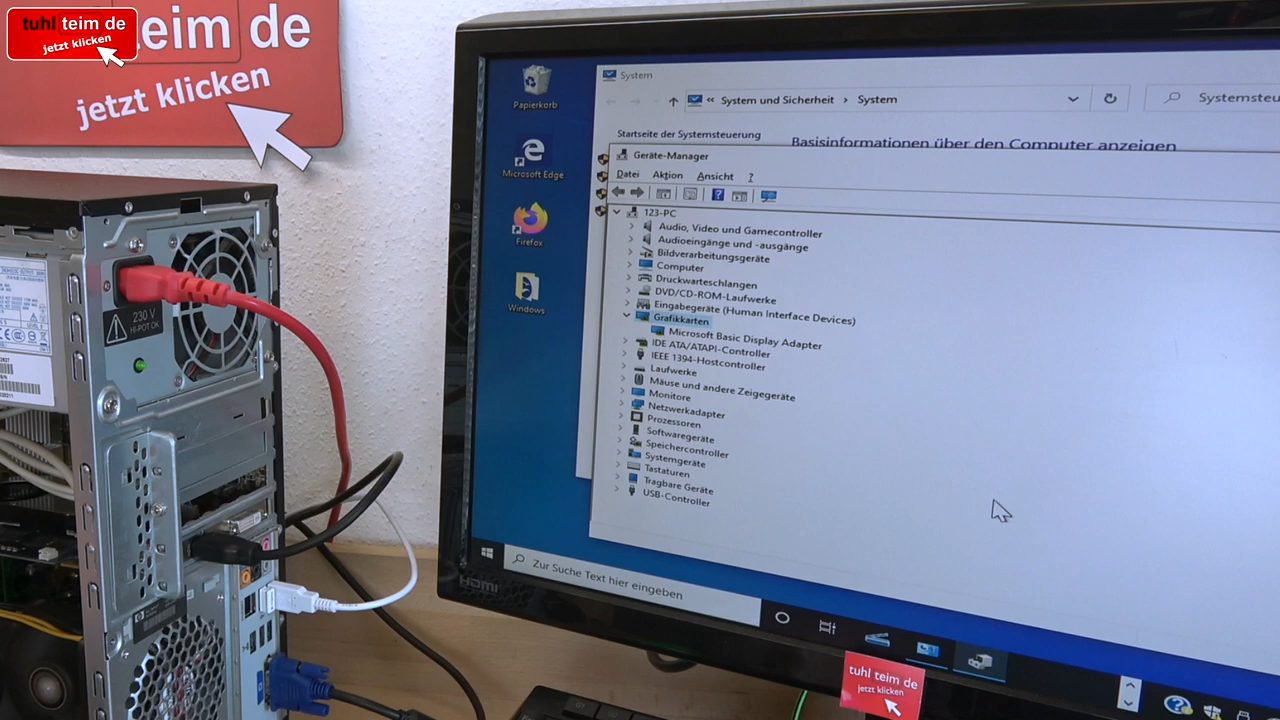 tuhl teim de
jetzt klicken
teim de
jetzt klicken
230 V
HI-POT OK
Papierkorb
Microsoft Edge
Firefox
Windows
System
« System und Sicherheit › System
Startseite der Systemsteuerung
Basisinformationen über den Computer anzeigen
Geräte-Manager
Datei Aktion Ansicht ?
123-PC
Audio, Video und Gamecontroller
Audioeingänge und -ausgänge
Bildverarbeitungsgeräte
Computer
Druckwarteschlangen
DVD/CD-ROM-Laufwerke
Eingabegeräte (Human Interface Devices)
Grafikkarten
Microsoft Basic Display Adapter
IDE ATA/ATAPI-Controller
IEEE 1394-Hostcontroller
Laufwerke
Mäuse und andere Zeigegeräte
Monitore
Netzwerkadapter
Prozessoren
Softwaregeräte
Speichercontroller
Systemgeräte
Tastaturen
Tragbare Geräte
USB-Controller
Zur Suche Text hier eingeben
HDMI
tuhl teim de
jetzt klicken